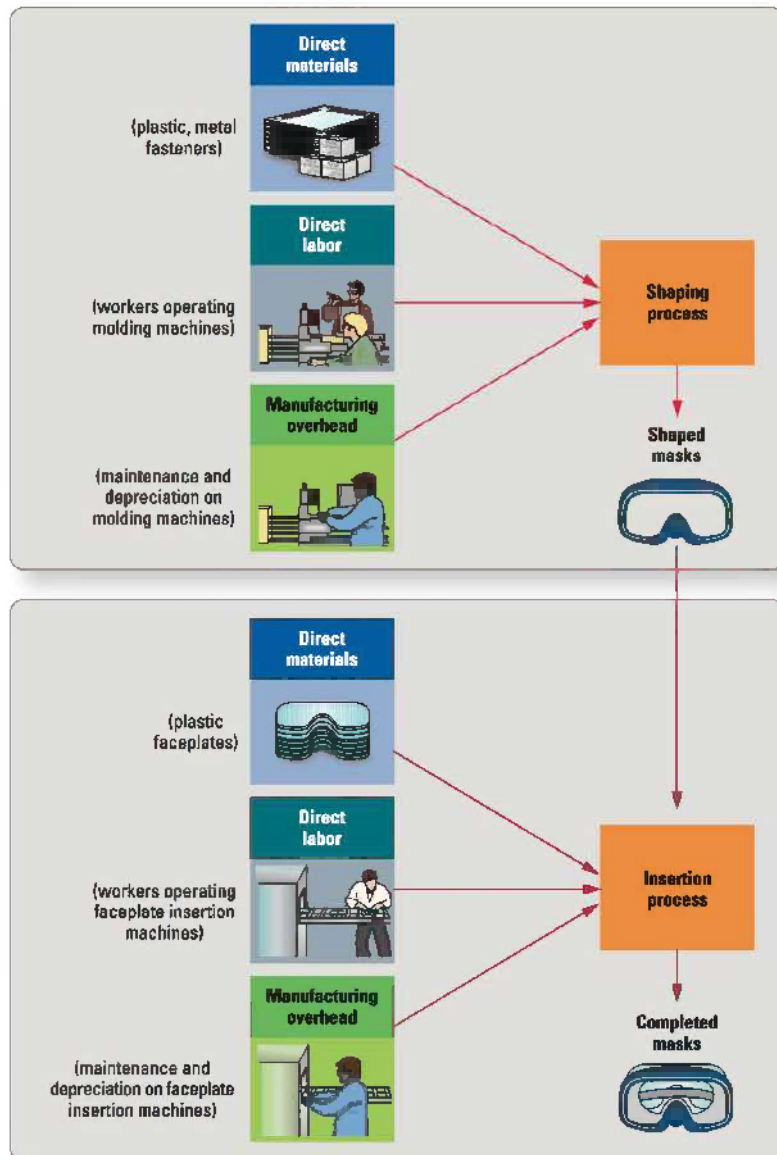 Direct
materials
(plastic, metal
fasteners)
Direct
labor
(workers operating
molding machines)
Manufacturing
overhead
(maintenance and
depreciation on
molding machines)
Shaping
process
Shaped
masks
Direct
materials
(plastic
faceplates)
Direct
labor
(workers operating
faceplate insertion
machines)
Manufacturing
overhead
(maintenance and
depreciation on faceplate
insertion machines)
Insertion
process
Completed
masks